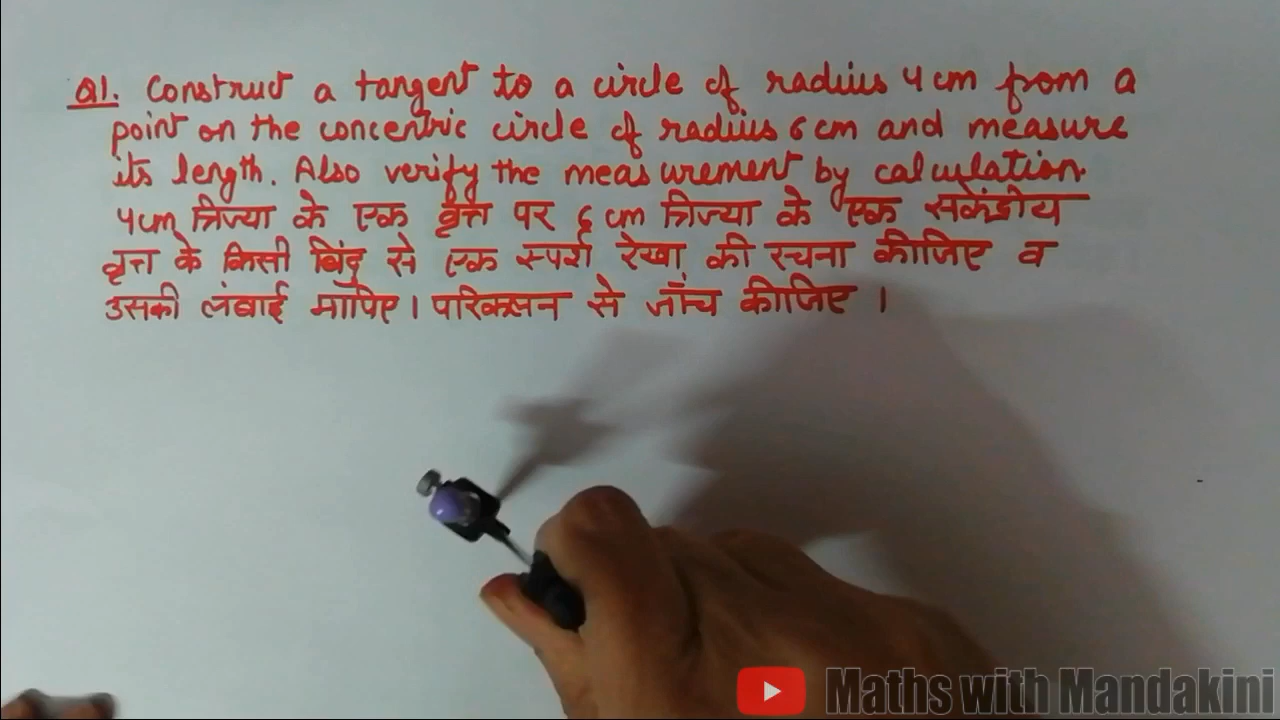 Q1. Construct a tangent to a circle of radius 4 cm from a
point on the concentric circle of radius 6 cm and measure
its length. Also verify the measurement by calculation.
4cm त्रिज्या के एक वृत्त पर 6 cm त्रिज्या के एक सकेंद्रीय
वृत्त के किसी बिंदु से एक स्पर्श रेखा की रचना कीजिए व
उसकी लंबाई मापिए। परिकलन से जाँच कीजिए ।
Maths with Mandakini